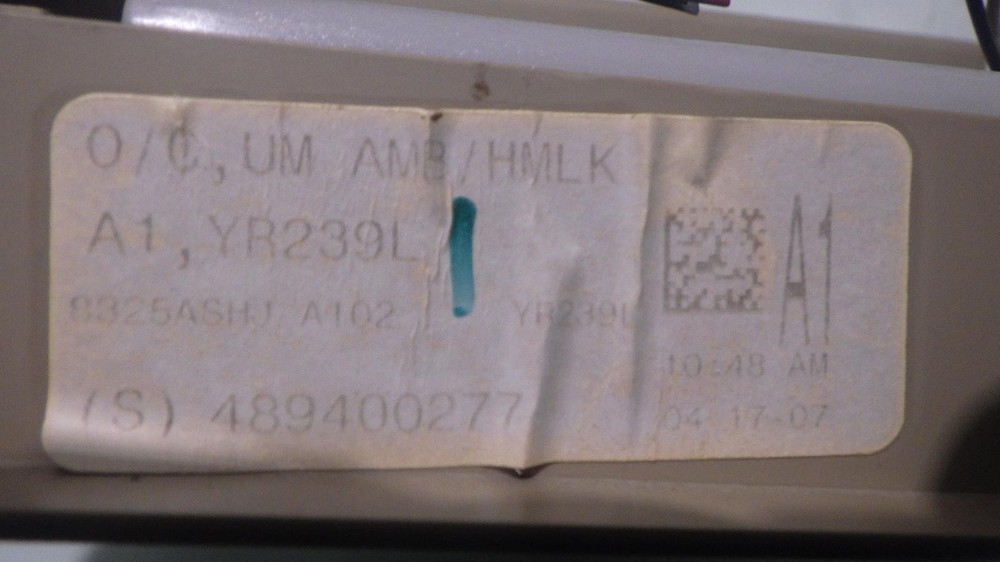 O/C, UM AMB/HMLK
A1, YR239L
8325ASHJ A102 YR239L
(S) 489400277
A1
10:48 AM
04-17-07